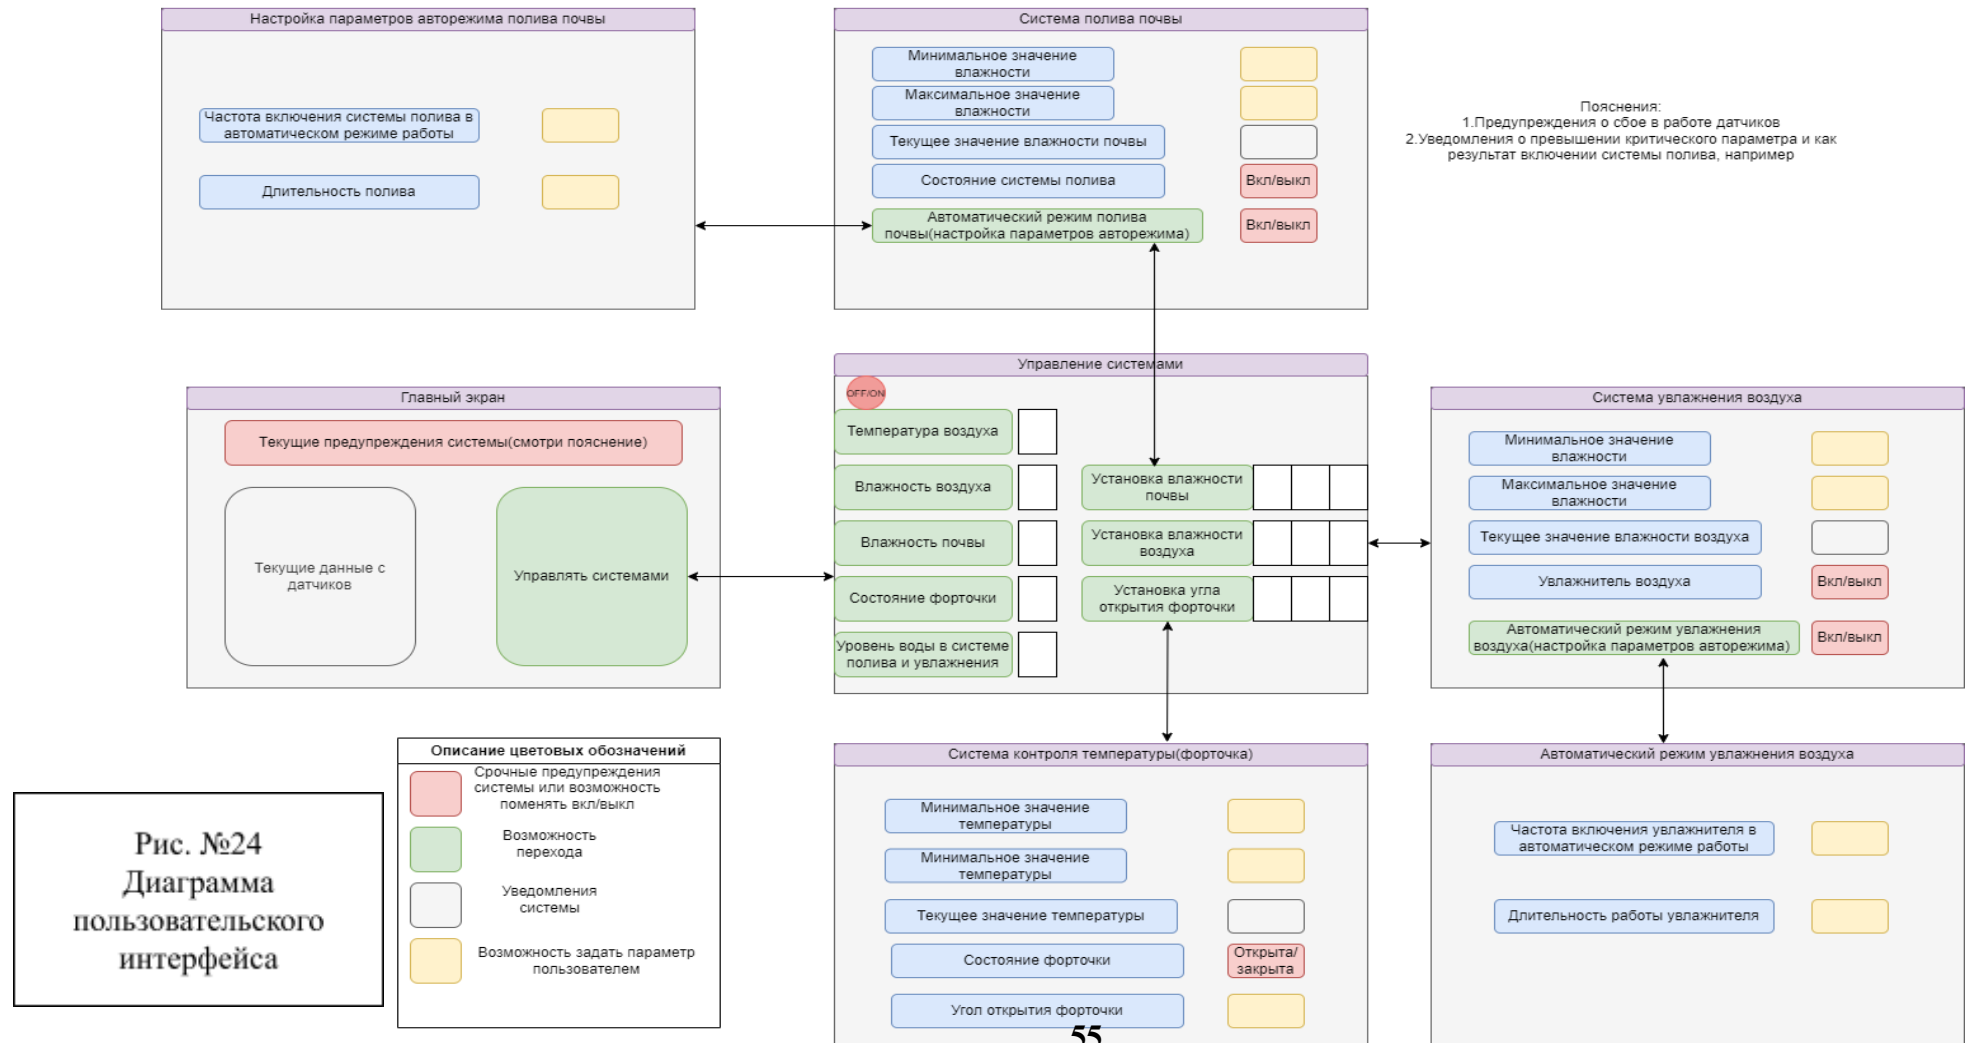 Настройка параметров авторежима полива почвы
Частота включения системы полива в
автоматическом режиме работы
Длительность полива
Система полива почвы
Минимальное значение
влажности
Максимальное значение
влажности
Текущее значение влажности почвы
Состояние системы полива
Вкл/выкл
Автоматический режим полива
почвы(настройка параметров авторежима)
Вкл/выкл
Пояснения:
1.Предупреждения о сбое в работе датчиков
2.Уведомления о превышении критического параметра и как
результат включении системы полива, например
Главный экран
Текущие предупреждения системы(смотри пояснение)
Текущие данные с
датчиков
Управлять системами
Управление системами
OFF/ON
Температура воздуха
Влажность воздуха
Влажность почвы
Состояние форточки
Уровень воды в системе
полива и увлажнения
Установка влажности
почвы
Установка влажности
воздуха
Установка угла
открытия форточки
Система увлажнения воздуха
Минимальное значение
влажности
Максимальное значение
влажности
Текущее значение влажности воздуха
Увлажнитель воздуха
Вкл/выкл
Автоматический режим увлажнения
воздуха(настройка параметров авторежима)
Вкл/выкл
Рис. №24
Диаграмма
пользовательского
интерфейса
Описание цветовых обозначений
Срочные предупреждения
системы или возможность
поменять вкл/выкл
Возможность
перехода
Уведомления
системы
Возможность задать параметр
пользователем
Система контроля температуры(форточка)
Минимальное значение
температуры
Минимальное значение
температуры
Текущее значение температуры
Состояние форточки
Открыта/
закрыта
Угол открытия форточки
Автоматический режим увлажнения воздуха
Частота включения увлажнителя в
автоматическом режиме работы
Длительность работы увлажнителя
55